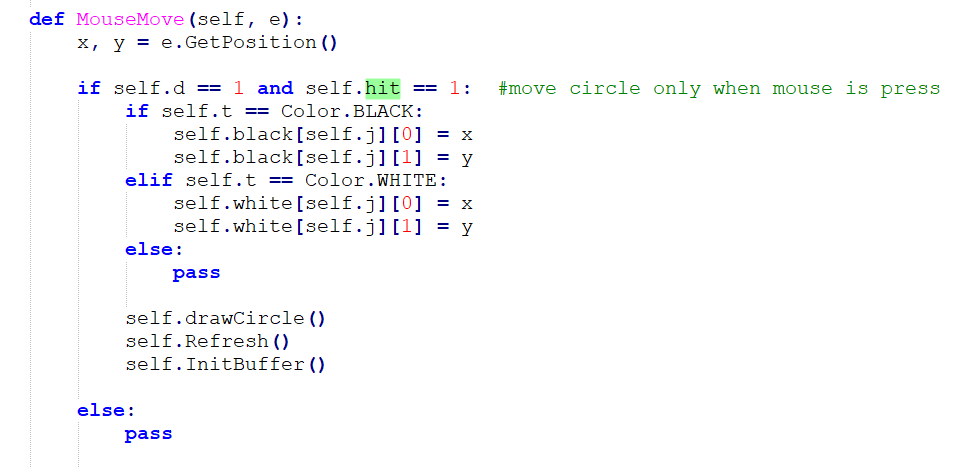 def MouseMove(self, e):
    x, y = e.GetPosition()

    if self.d == 1 and self.hit == 1:  #move circle only when mouse is press
        if self.t == Color.BLACK:
            self.black[self.j][0] = x
            self.black[self.j][1] = y
        elif self.t == Color.WHITE:
            self.white[self.j][0] = x
            self.white[self.j][1] = y
        else:
            pass

        self.drawCircle()
        self.Refresh()
        self.InitBuffer()

    else:
        pass